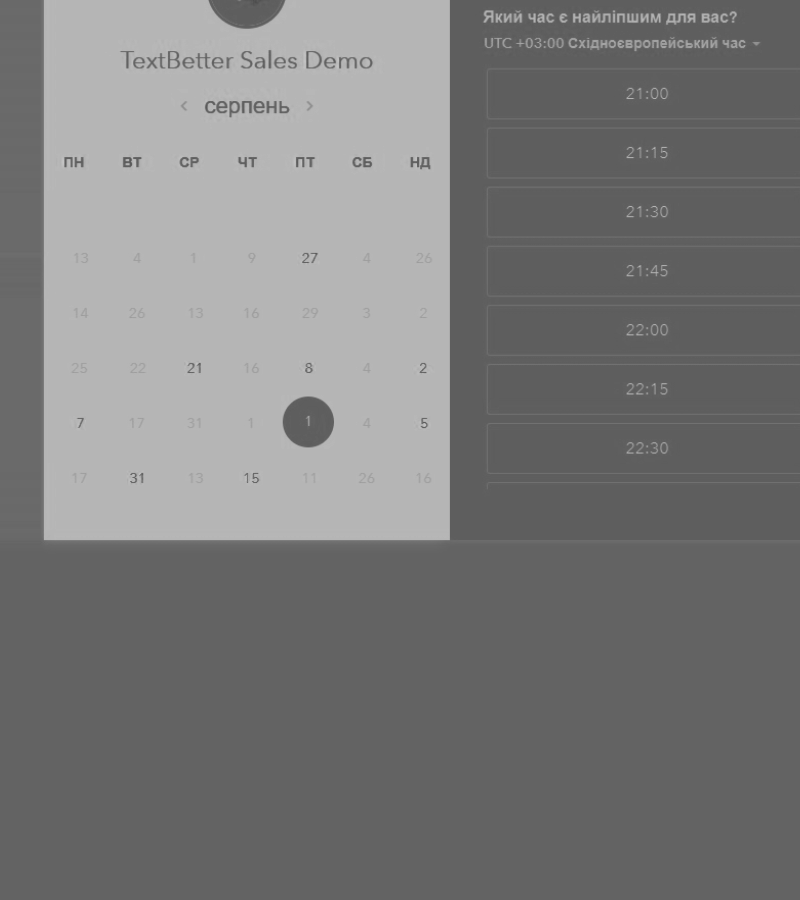 TextBetter Sales Demo
серпень
ПН ВТ СР ЧТ ПТ СБ НД
13 4 1 9 27 4 26
14 26 13 16 29 3 2
25 22 21 16 8 4 2
7 17 31 1 1 4 5
17 31 13 15 11 26 16
Який час є найліпшим для вас?
UTC +03:00 Східноєвропейський час
21:00
21:15
21:30
21:45
22:00
22:15
22:30